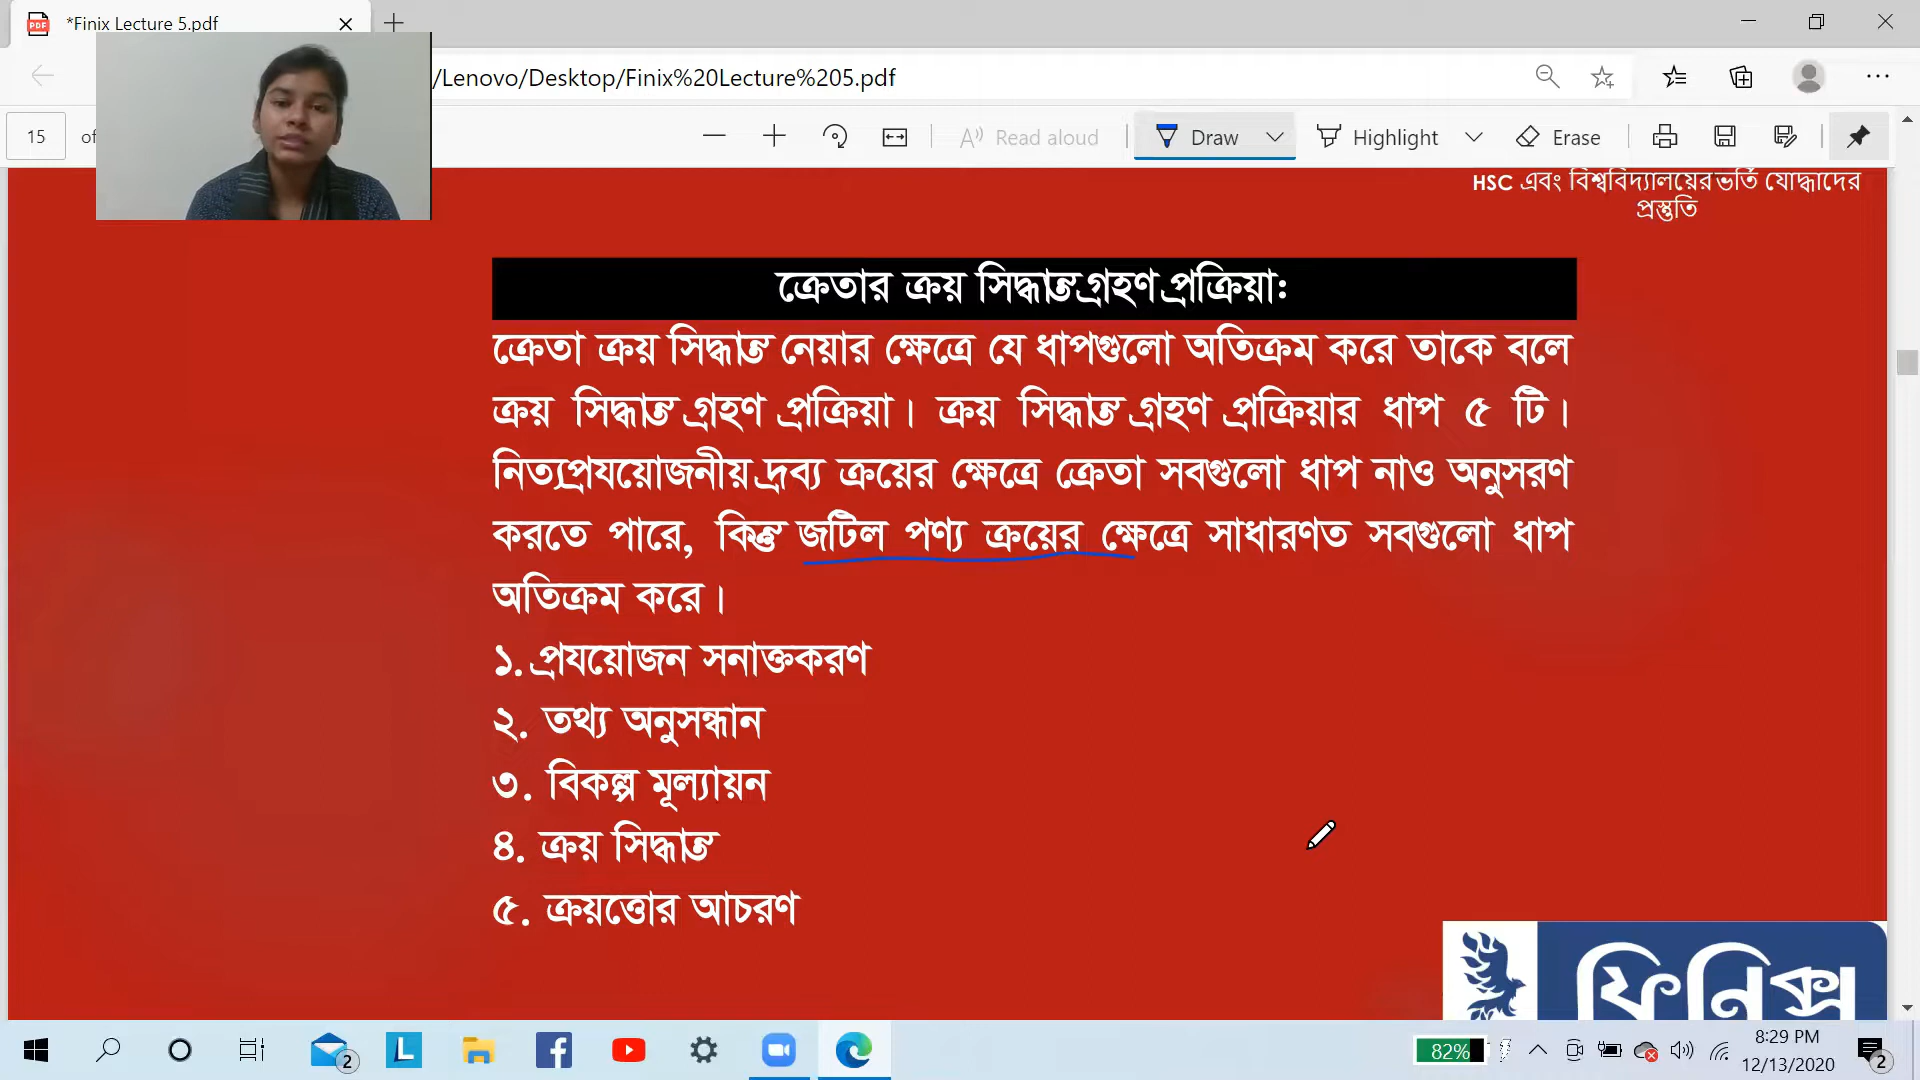 *Finix Lecture 5.pdf
/Lenovo/Desktop/Finix%20Lecture%205.pdf
15 of
Read aloud
Draw
Highlight
Erase
HSC এবং বিশ্ববিদ্যালয়ের ভর্তি যোদ্ধাদের
প্রস্তুতি
ক্রেতার ক্রয় সিদ্ধান্ত গ্রহণ প্রক্রিয়া:
ক্রেতা ক্রয় সিদ্ধান্ত নেয়ার ক্ষেত্রে যে ধাপগুলো অতিক্রম করে তাকে বলে
ক্রয় সিদ্ধান্ত গ্রহণ প্রক্রিয়া। ক্রয় সিদ্ধান্ত গ্রহণ প্রক্রিয়ার ধাপ ৫ টি।
নিত্যপ্রযয়োজনীয় দ্রব্য ক্রয়ের ক্ষেত্রে ক্রেতা সবগুলো ধাপ নাও অনুসরণ
করতে পারে, কিন্তু জটিল পণ্য ক্রয়ের ক্ষেত্রে সাধারণত সবগুলো ধাপ
অতিক্রম করে।
১. প্রযয়োজন সনাক্তকরণ
২. তথ্য অনুসন্ধান
৩. বিকল্প মূল্যায়ন
৪. ক্রয় সিদ্ধান্ত
৫. ক্রয়ত্তোর আচরণ
ফিনিক্স
2
L
82%
8:29 PM
12/13/2020
2